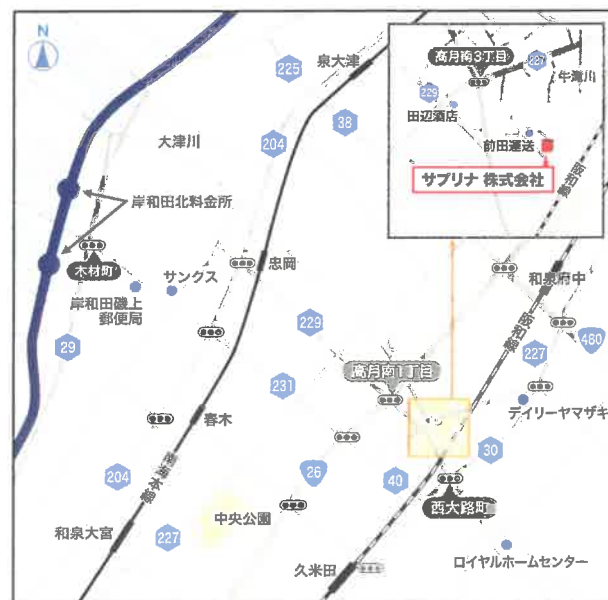 N
泉大津
225
38
204
大津川
高月南3丁目
227
牛滝川
229
田辺酒店
前田運送
サプリナ 株式会社
阪和線
岸和田北料金所
木材町
サンクス
忠岡
和泉府中
岸和田磯上
郵便局
阪和線
29
229
227
480
231
高月南1丁目
デイリーヤマザキ
春木
南海本線
204
26
40
30
中央公園
西大路町
和泉大宮
227
久米田
ロイヤルホームセンター